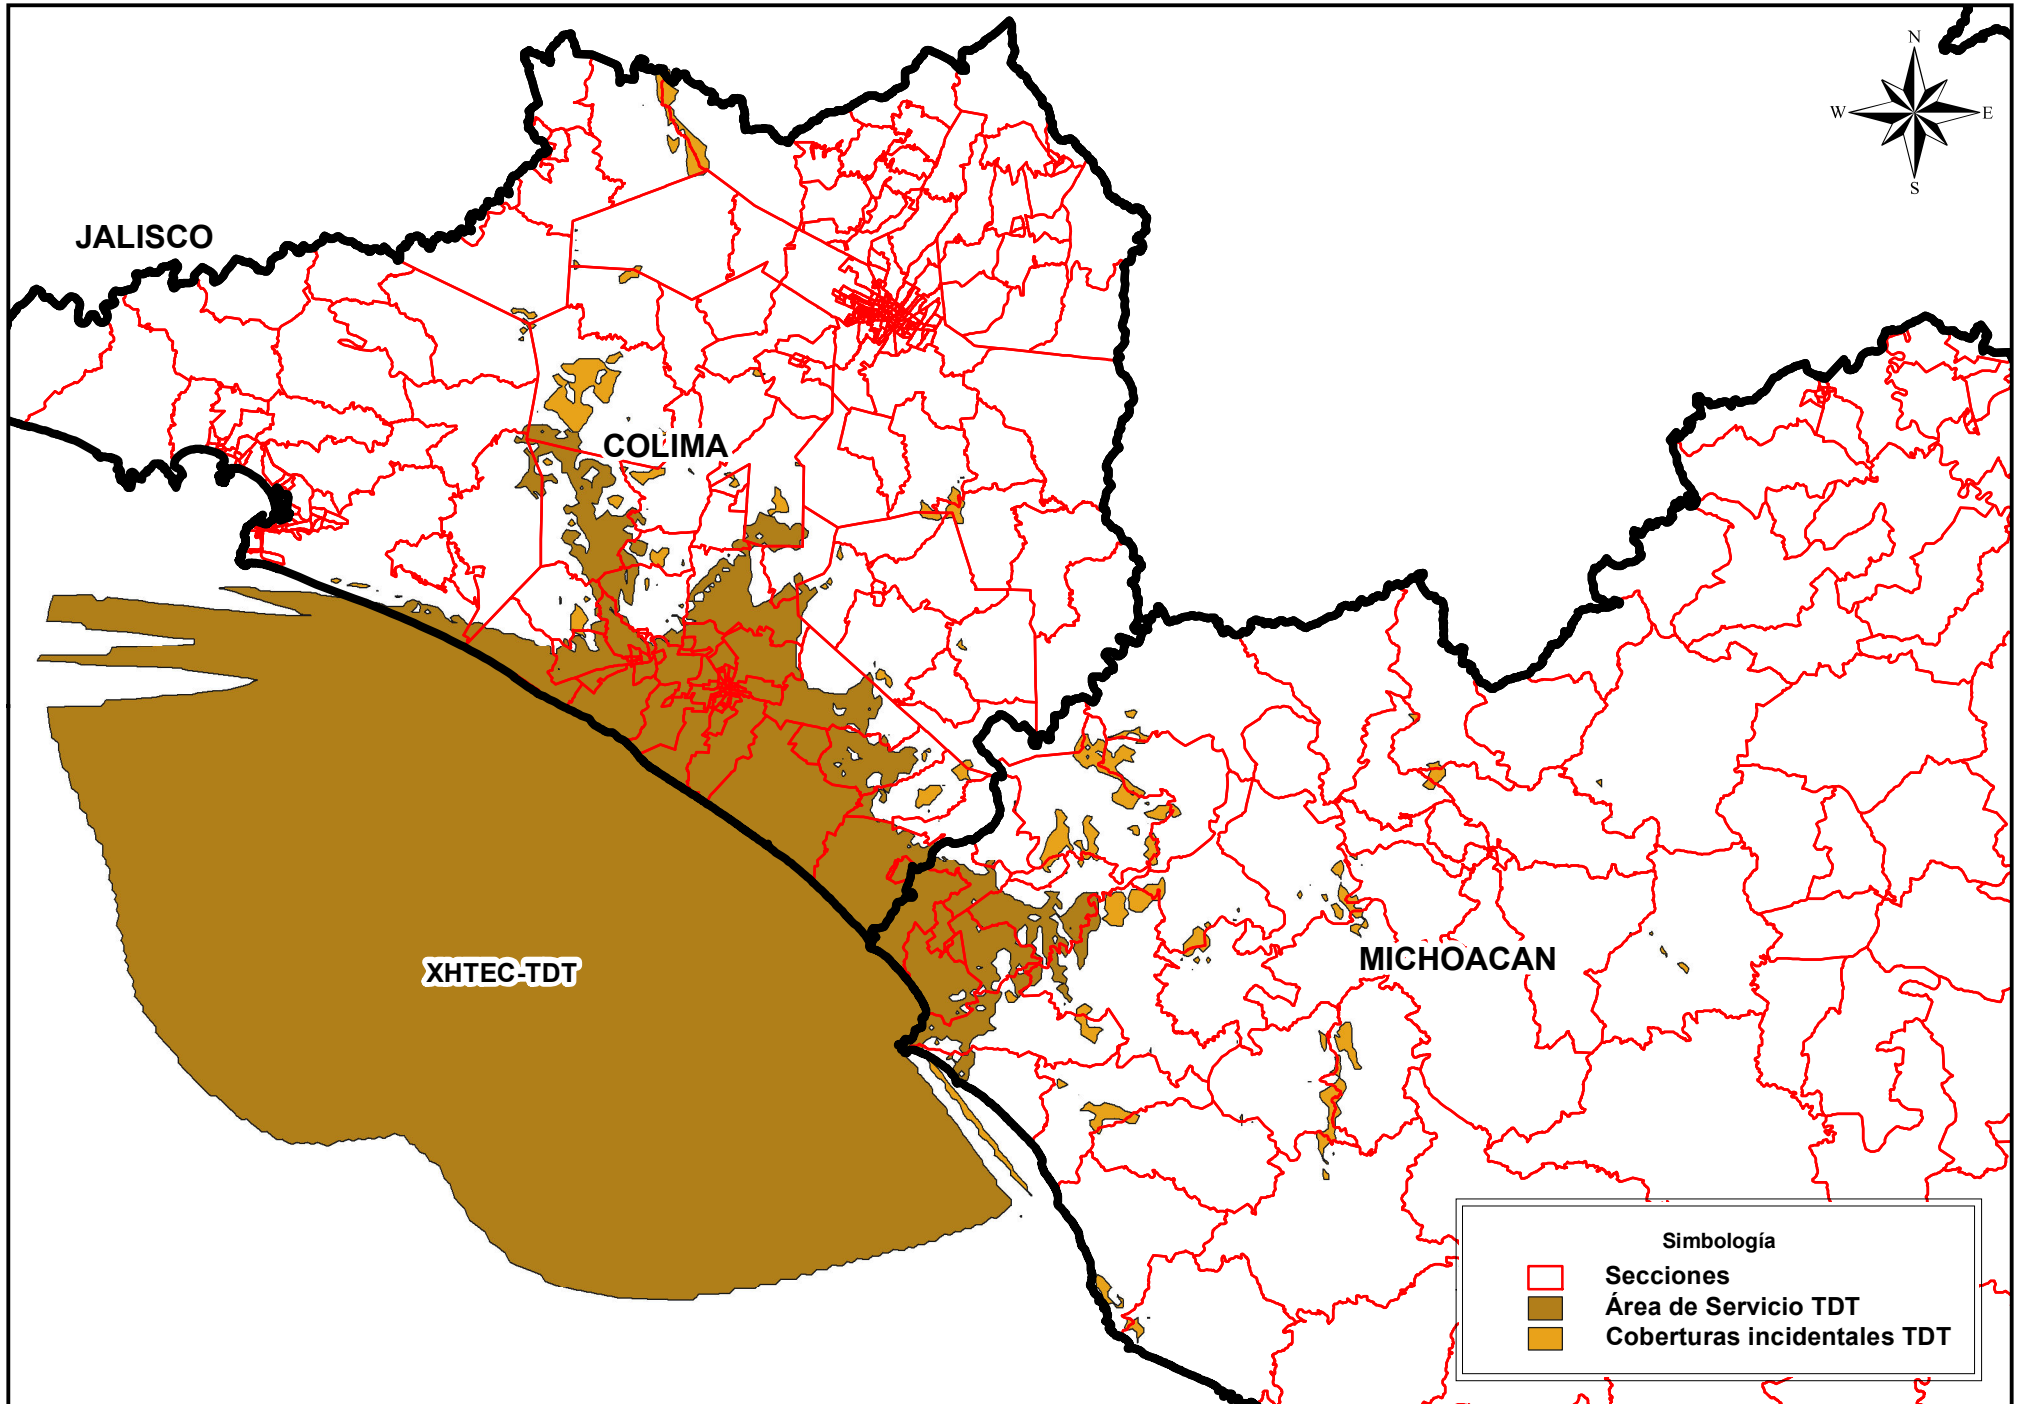 N
W E
S
JALISCO
COLIMA
XHTEC-TDT
MICHOACAN
Simbología
Secciones
Área de Servicio TDT
Coberturas incidentales TDT